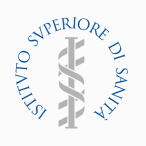 ISTITVTO SVPERIORE DI SANITÀ